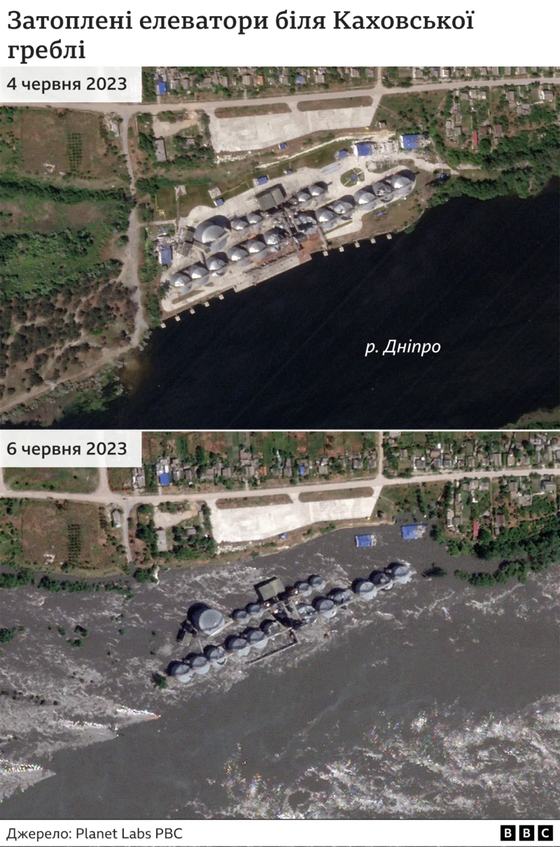 Затоплені елеватори біля Каховської
греблі
4 червня 2023
р. Дніпро
6 червня 2023
Джерело: Planet Labs PBC
BBC